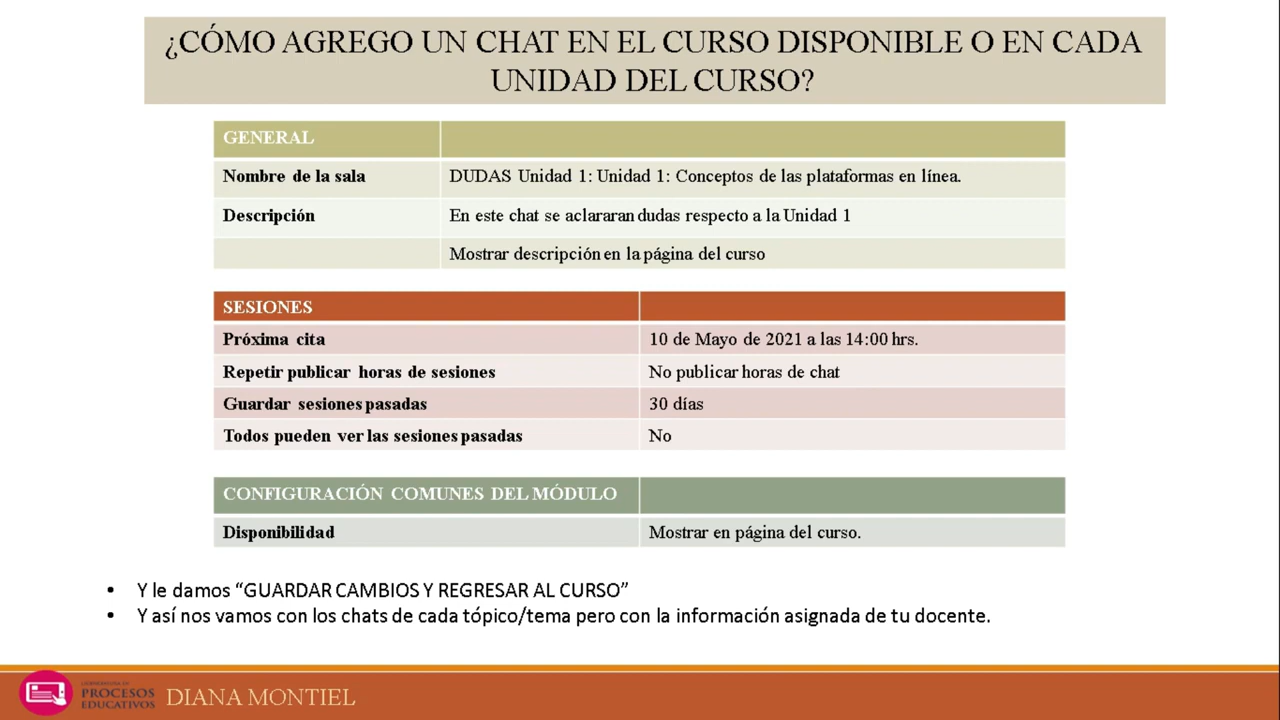 ¿CÓMO AGREGO UN CHAT EN EL CURSO DISPONIBLE O EN CADA
UNIDAD DEL CURSO?
GENERAL
Nombre de la sala DUDAS Unidad 1: Unidad 1: Conceptos de las plataformas en línea.
Descripción En este chat se aclararan dudas respecto a la Unidad 1
Mostrar descripción en la página del curso
SESIONES
Próxima cita 10 de Mayo de 2021 a las 14:00 hrs.
Repetir publicar horas de sesiones No publicar horas de chat
Guardar sesiones pasadas 30 días
Todos pueden ver las sesiones pasadas No
CONFIGURACIÓN COMUNES DEL MÓDULO
Disponibilidad Mostrar en página del curso.
• Y le damos “GUARDAR CAMBIOS Y REGRESAR AL CURSO”
• Y así nos vamos con los chats de cada tópico/tema pero con la información asignada de tu docente.
PROCESOS
EDUCATIVOS
DIANA MONTIEL